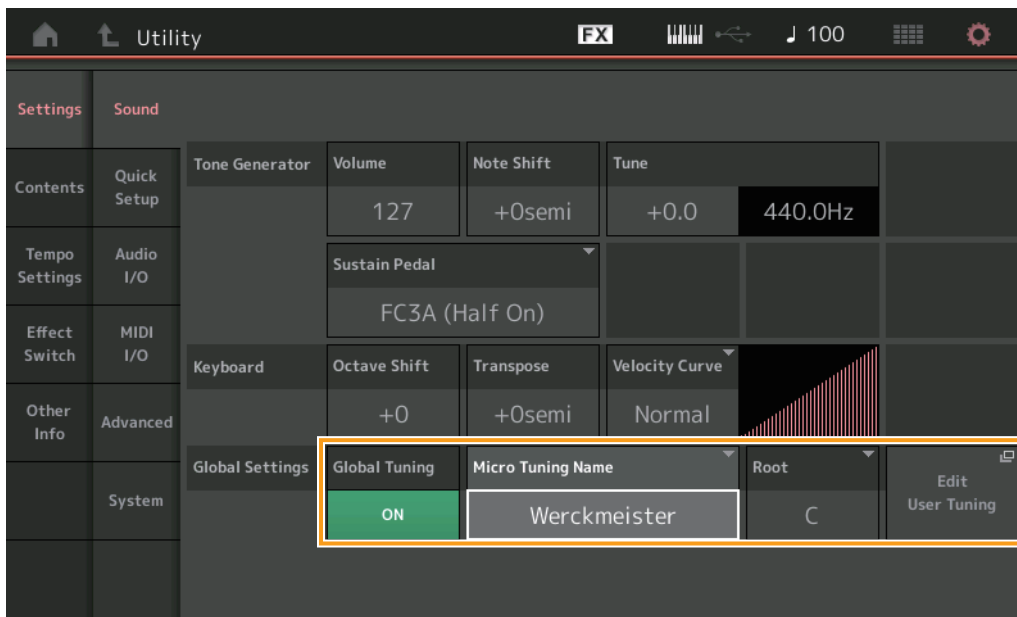 Utility
FX
♩ 100
Settings
Sound
Contents
Quick
Setup
Tempo
Settings
Audio
I/O
Effect
Switch
MIDI
I/O
Other
Info
Advanced
System
Tone Generator
Volume
Note Shift
Tune
127
+0semi
+0.0
440.0Hz
Sustain Pedal
FC3A (Half On)
Keyboard
Octave Shift
Transpose
Velocity Curve
+0
+0semi
Normal
Global Settings
Global Tuning
Micro Tuning Name
Root
ON
Werckmeister
C
Edit
User Tuning